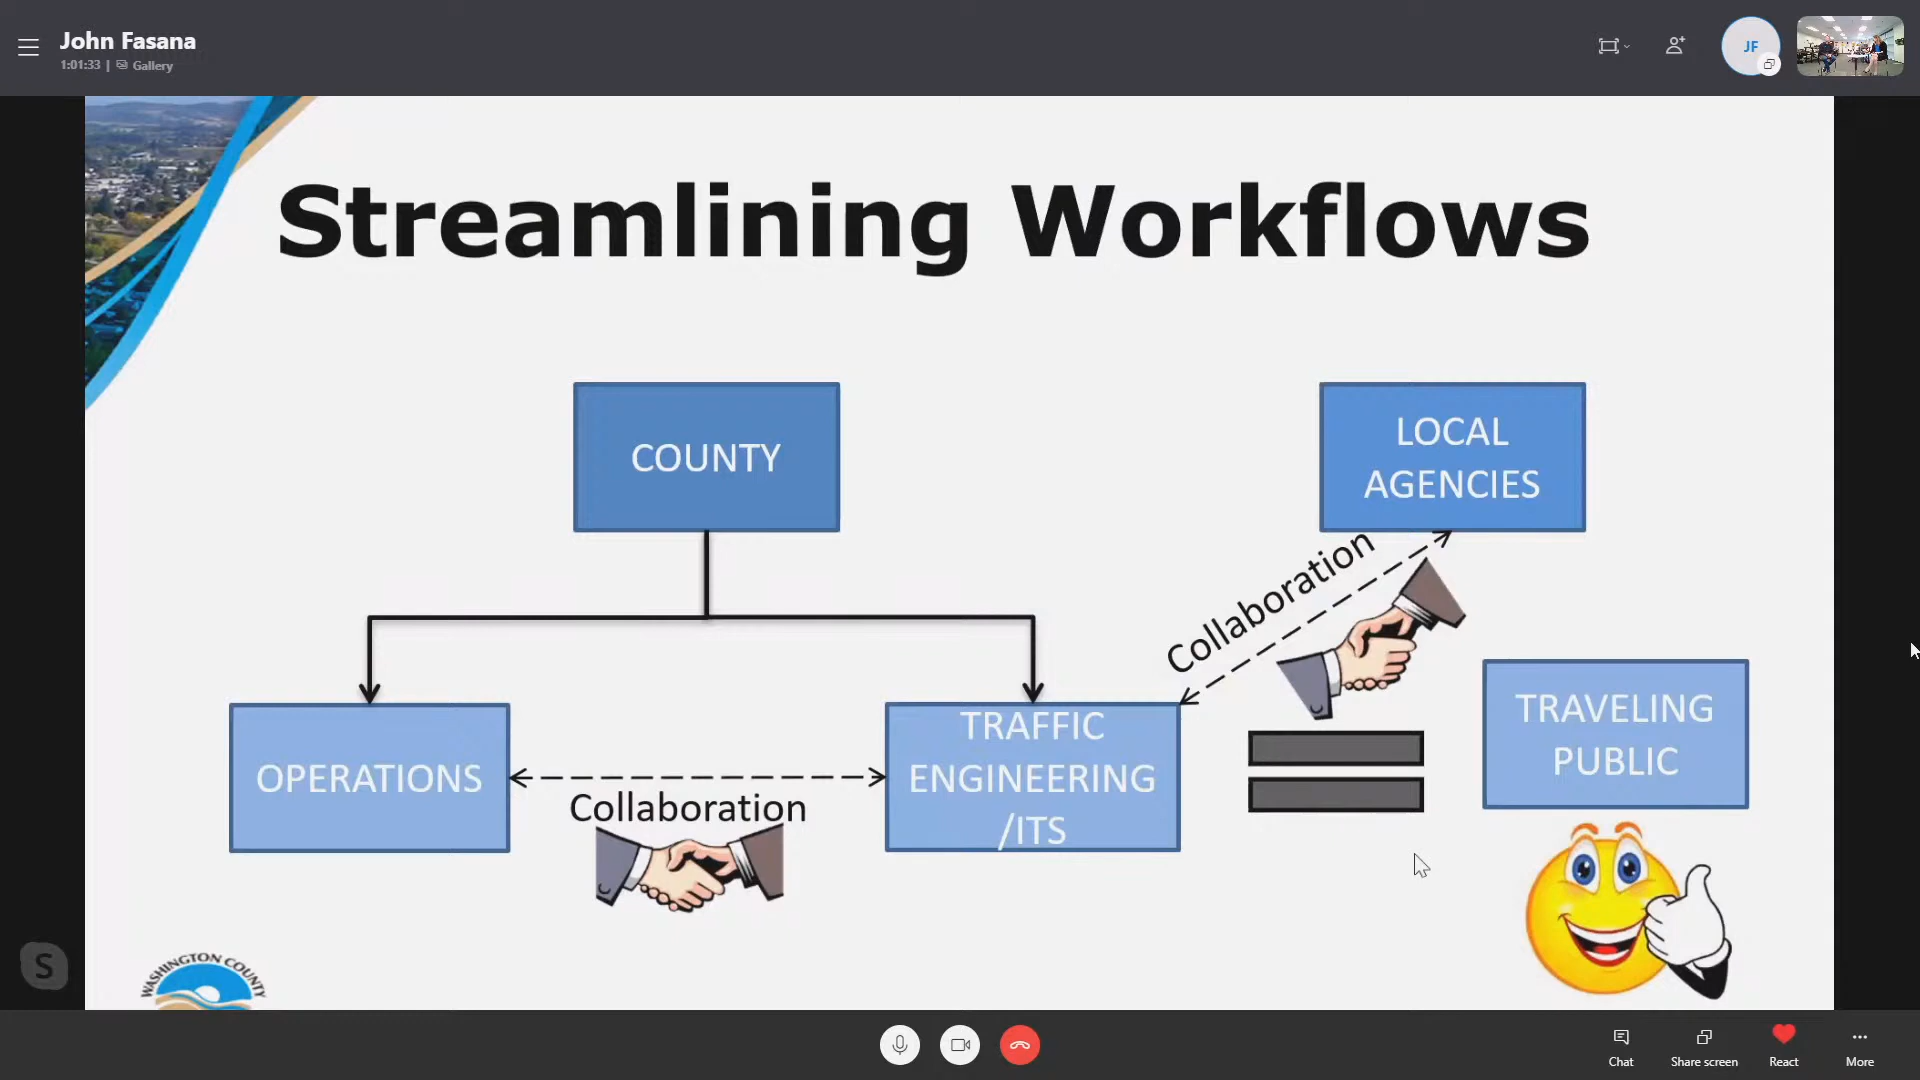 John Fasana
1:01:33 | Gallery
JF
Streamlining Workflows
COUNTY
LOCAL
AGENCIES
Collaboration
OPERATIONS
Collaboration
TRAFFIC
ENGINEERING
/ITS
TRAVELING
PUBLIC
S
WASHINGTON COUNTY
Chat
Share screen
React
More